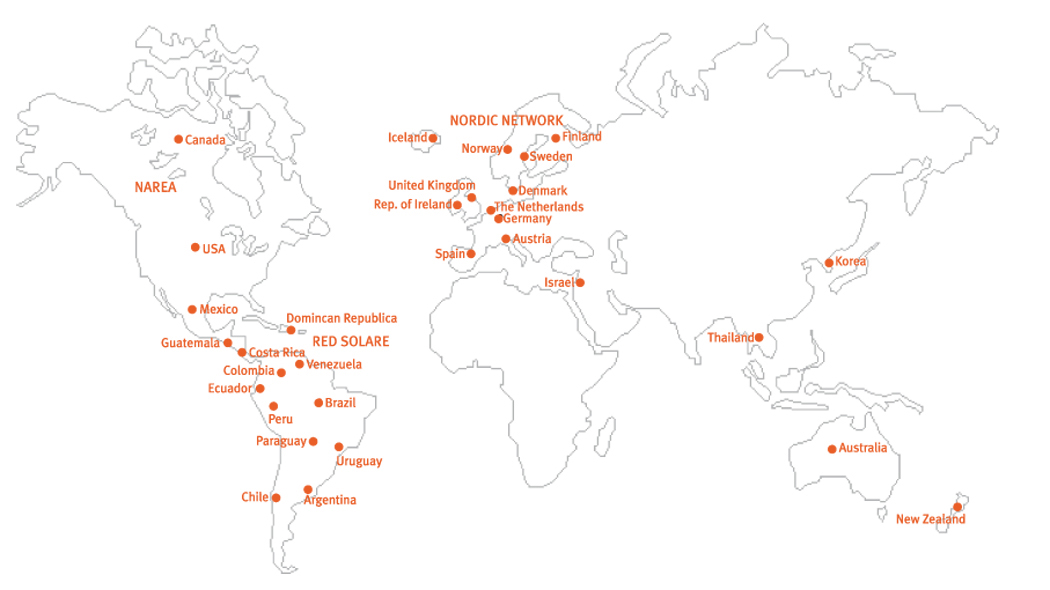 NORDIC NETWORK
Iceland
Finland
Canada
Norway
Sweden
NAREA
United Kingdom
Denmark
Rep. of Ireland
The Netherlands
Germany
Austria
USA
Spain
Korea
Israel
Mexico
Domincan Republica
Thailand
Guatemala
RED SOLARE
Costa Rica
Venezuela
Colombia
Ecuador
Brazil
Peru
Paraguay
Australia
Uruguay
Chile
Argentina
New Zealand